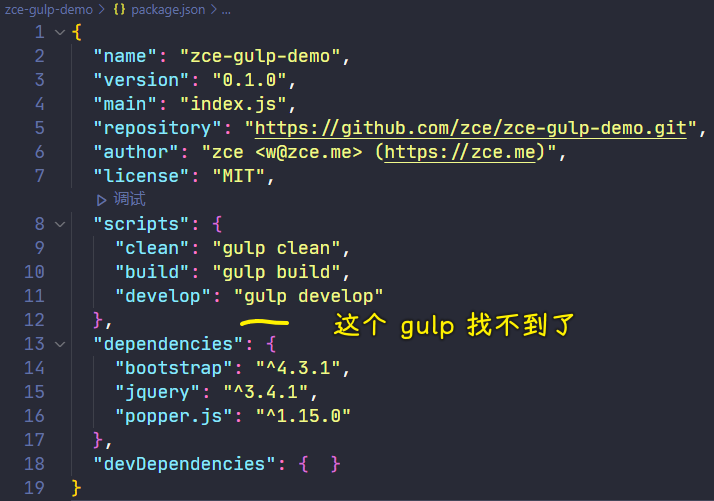 zce-gulp-demo > {} package.json > ...
1 {
2 "name": "zce-gulp-demo",
3 "version": "0.1.0",
4 "main": "index.js",
5 "repository": "https://github.com/zce/zce-gulp-demo.git",
6 "author": "zce <w@zce.me> (https://zce.me)",
7 "license": "MIT",
调试
8 "scripts": {
9 "clean": "gulp clean",
10 "build": "gulp build",
11 "develop": "gulp develop"
12 }, 这个 gulp 找不到了
13 "dependencies": {
14 "bootstrap": "^4.3.1",
15 "jquery": "^3.4.1",
16 "popper.js": "^1.15.0"
17 },
18 "devDependencies": { }
19 }